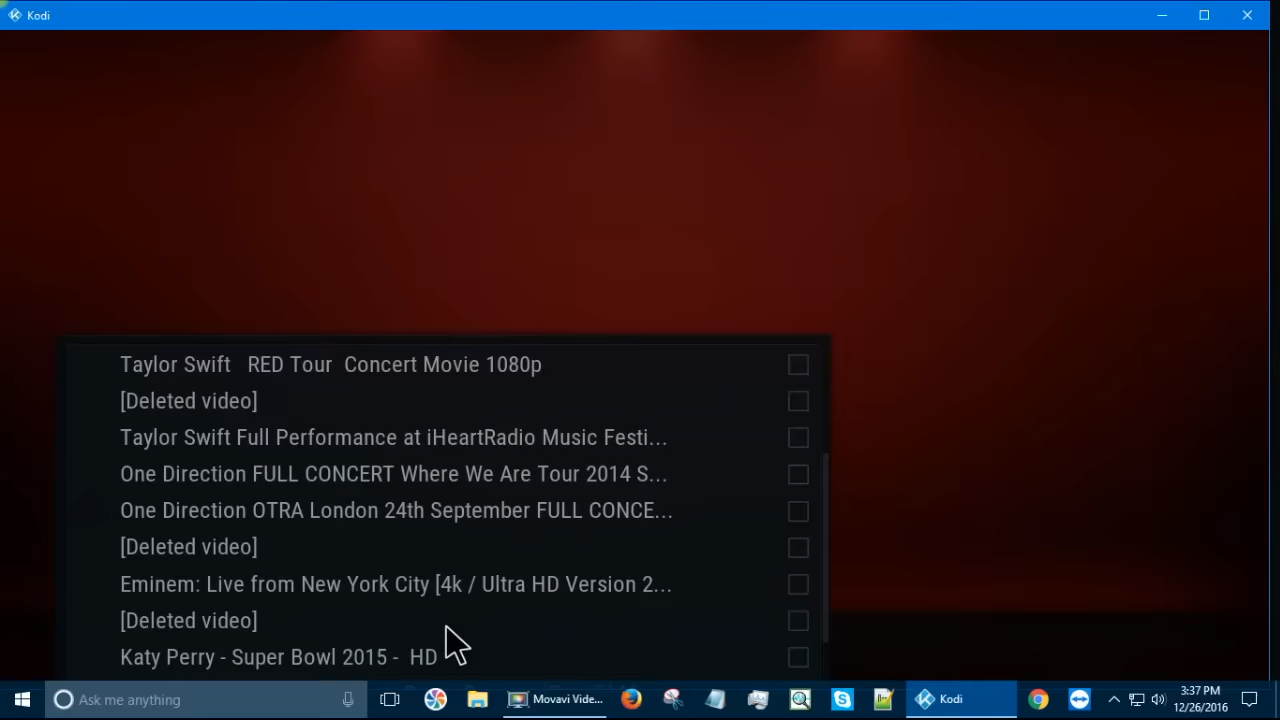 Kodi
Taylor Swift   RED Tour  Concert Movie 1080p
[Deleted video]
Taylor Swift Full Performance at iHeartRadio Music Festi...
One Direction FULL CONCERT Where We Are Tour 2014 S...
One Direction OTRA London 24th September FULL CONCE...
[Deleted video]
Eminem: Live from New York City [4k / Ultra HD Version 2...
[Deleted video]
Katy Perry - Super Bowl 2015 -  HD
Ask me anything
Movavi Vide...
Kodi
3:37 PM
12/26/2016